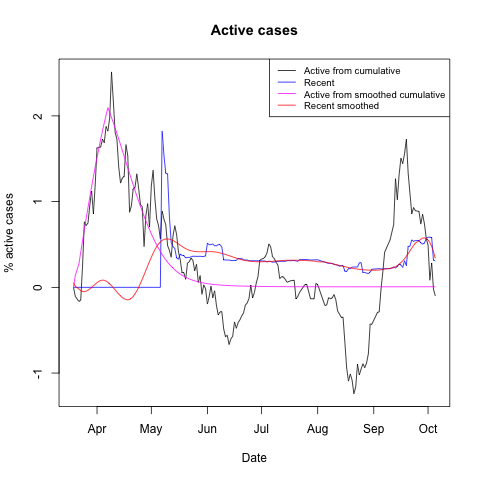 Active cases
Active from cumulative
Recent
Active from smoothed cumulative
Recent smoothed
% active cases
2
1
0
-1
Apr May Jun Jul Aug Sep Oct
Date